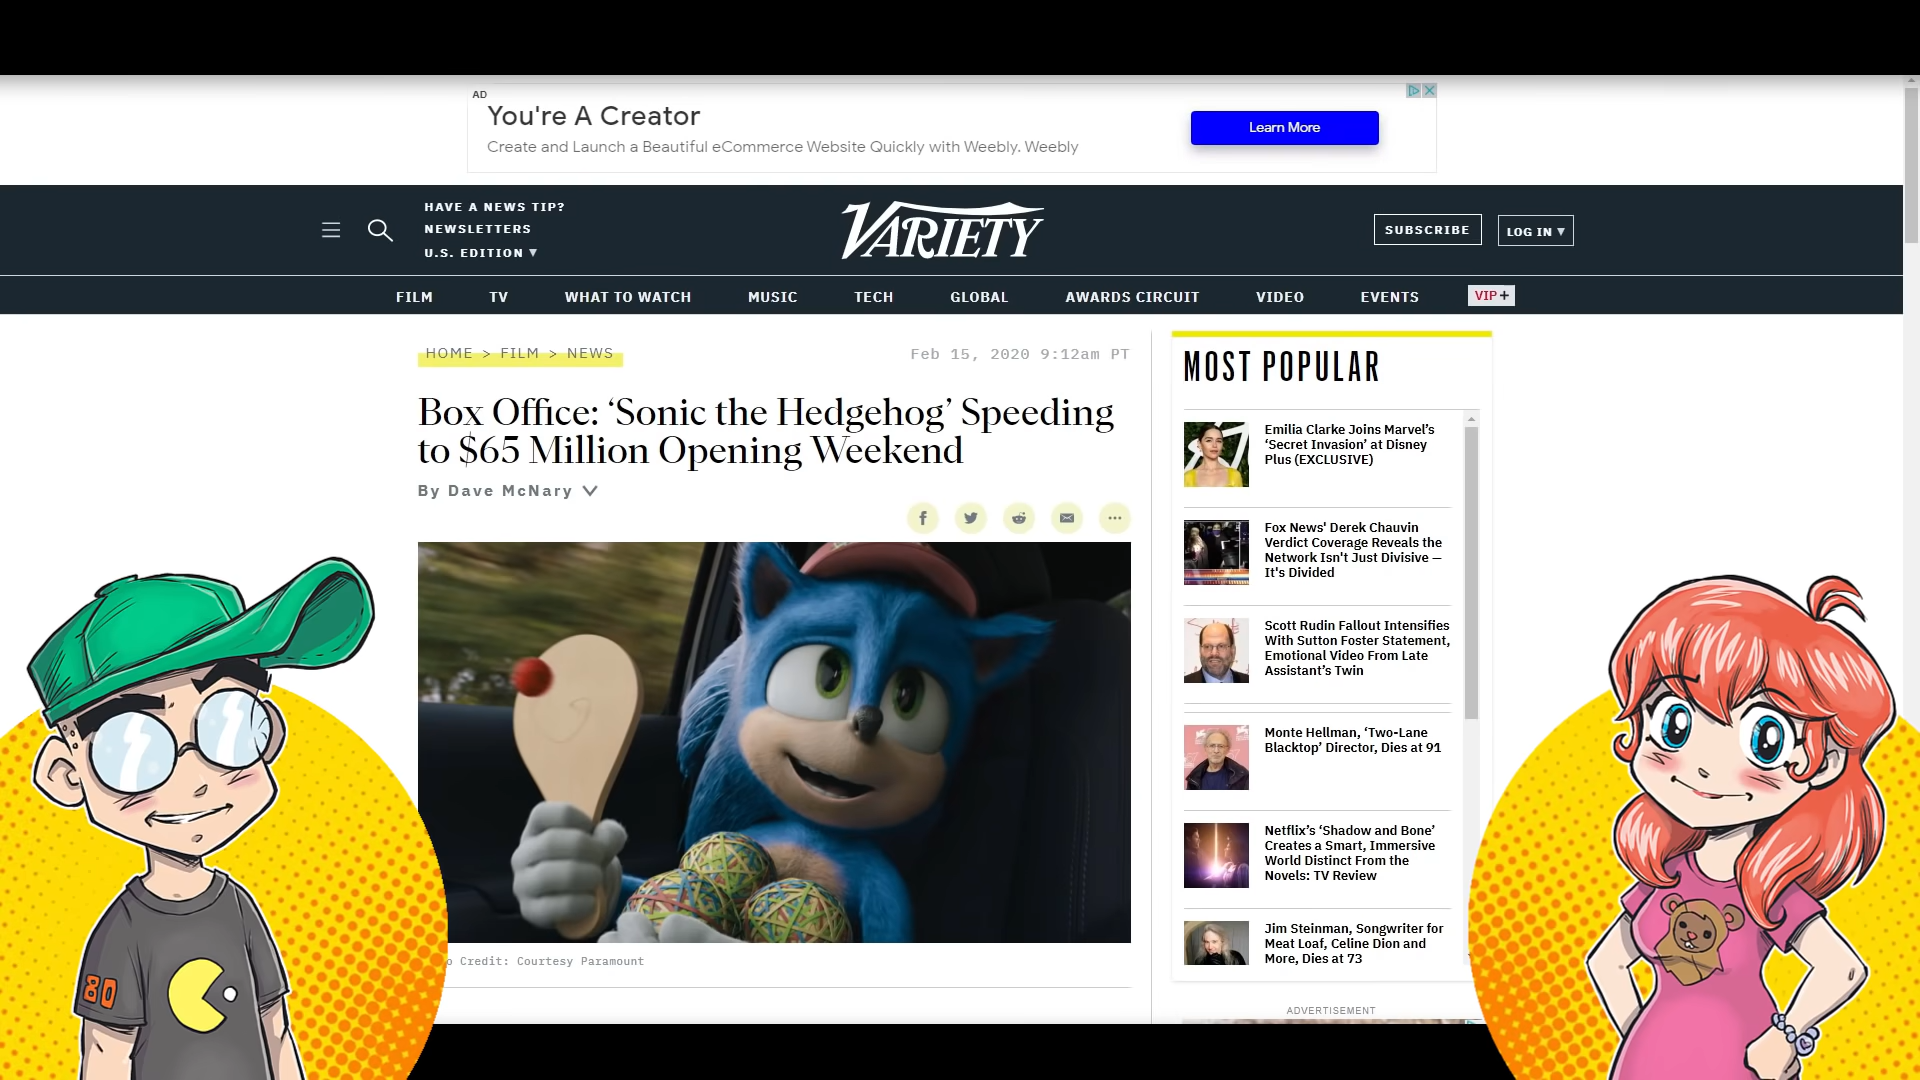 AD
You're A Creator
Create and Launch a Beautiful eCommerce Website Quickly with Weebly. Weebly
Learn More
HAVE A NEWS TIP?
NEWSLETTERS
U.S. EDITION ▼
VARIETY
SUBSCRIBE
LOG IN ▼
FILM TV WHAT TO WATCH MUSIC TECH GLOBAL AWARDS CIRCUIT VIDEO EVENTS VIP+
HOME > FILM > NEWS
Feb 15, 2020 9:12am PT
Box Office: ‘Sonic the Hedgehog’ Speeding
to $65 Million Opening Weekend
By Dave McNary
o Credit: Courtesy Paramount
MOST POPULAR
Emilia Clarke Joins Marvel’s
‘Secret Invasion’ at Disney
Plus (EXCLUSIVE)
Fox News' Derek Chauvin
Verdict Coverage Reveals the
Network Isn't Just Divisive —
It's Divided
Scott Rudin Fallout Intensifies
With Sutton Foster Statement,
Emotional Video From Late
Assistant’s Twin
Monte Hellman, ‘Two-Lane
Blacktop’ Director, Dies at 91
Netflix’s ‘Shadow and Bone’
Creates a Smart, Immersive
World Distinct From the
Novels: TV Review
Jim Steinman, Songwriter for
Meat Loaf, Celine Dion and
More, Dies at 73
ADVERTISEMENT
80